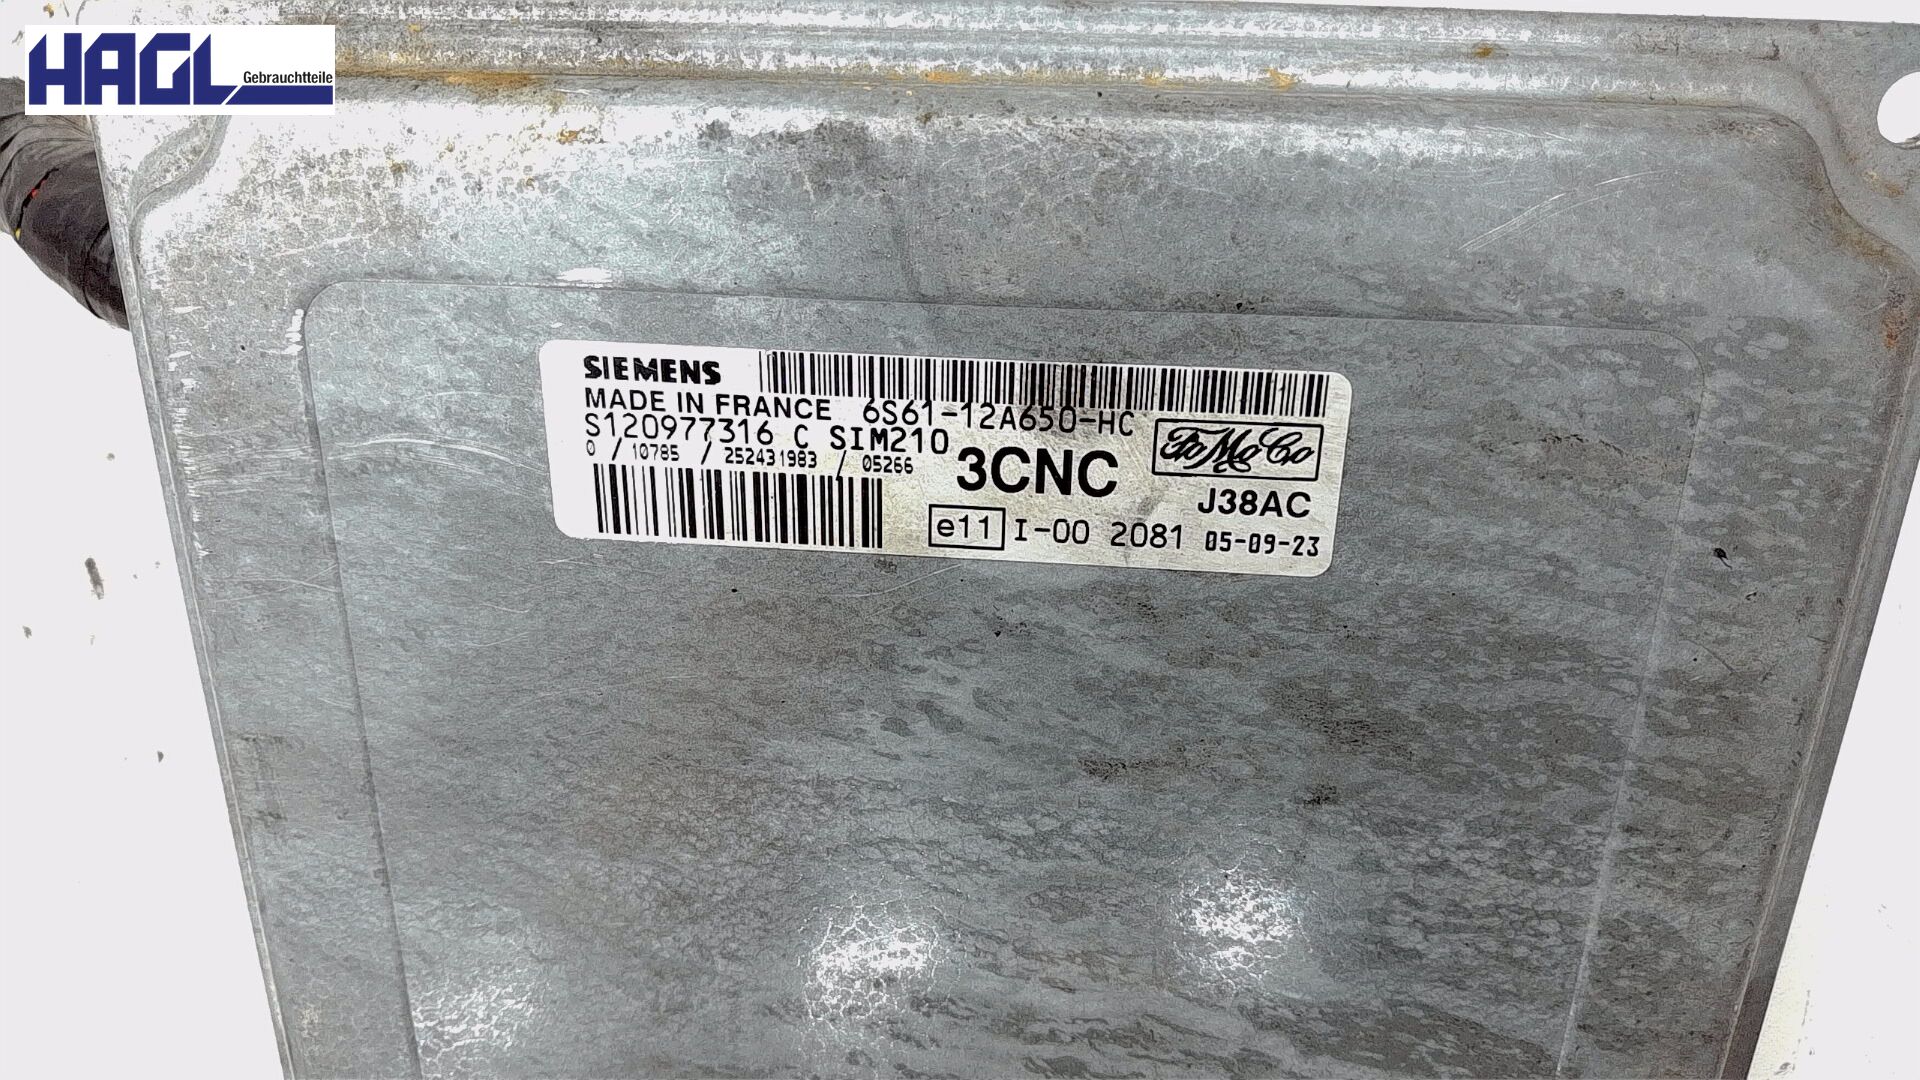 HAGL
Gebrauchtteile
SIEMENS
MADE IN FRANCE 6S61-12A650-HC
S120977316 C SIM210
0 / 10785 / 252431983 / 05266
3CNC
FoMoCo
J38AC
e11 I-00 2081 05-09-23